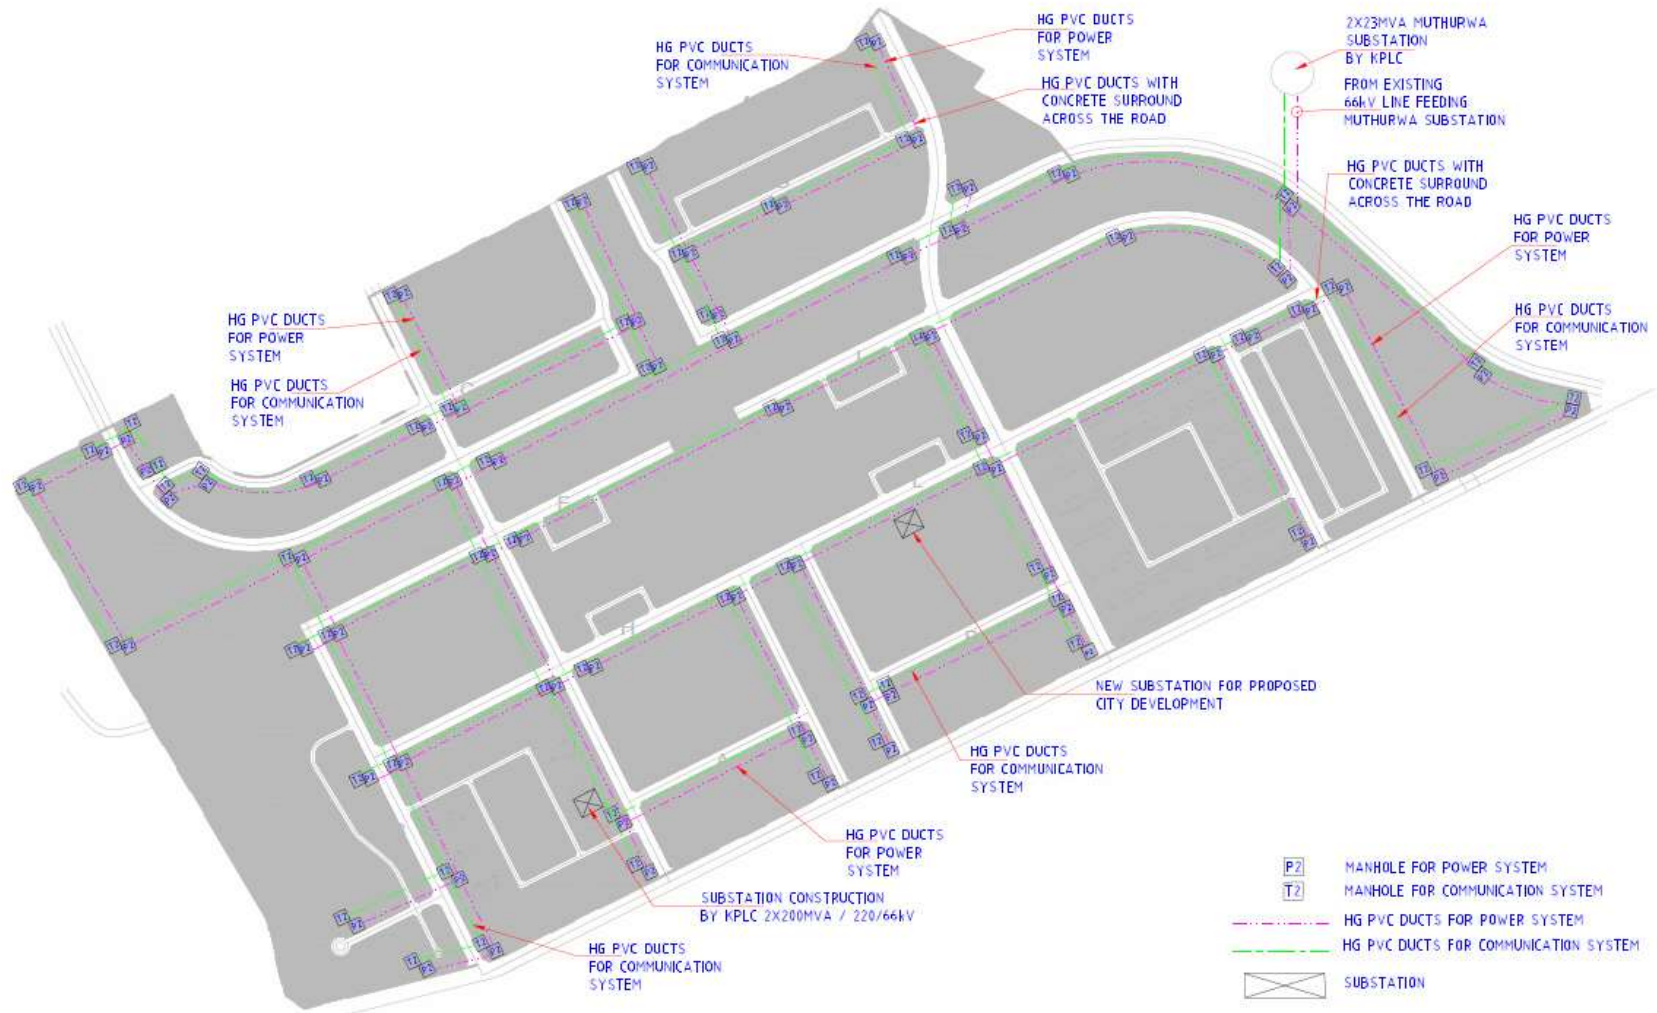 HG PVC DUCTS
FOR POWER
SYSTEM
HG PVC DUCTS
FOR COMMUNICATION
SYSTEM
HG PVC DUCTS WITH
CONCRETE SURROUND
ACROSS THE ROAD
2X23MVA MUTHURWA
SUBSTATION
BY KPLC
FROM EXISTING
66kV LINE FEEDING
MUTHURWA SUBSTATION
HG PVC DUCTS WITH
CONCRETE SURROUND
ACROSS THE ROAD
HG PVC DUCTS
FOR POWER
SYSTEM
HG PVC DUCTS
FOR COMMUNICATION
SYSTEM
HG PVC DUCTS
FOR POWER
SYSTEM
HG PVC DUCTS
FOR COMMUNICATION
SYSTEM
NEW SUBSTATION FOR PROPOSED
CITY DEVELOPMENT
HG PVC DUCTS
FOR COMMUNICATION
SYSTEM
HG PVC DUCTS
FOR POWER
SYSTEM
SUBSTATION CONSTRUCTION
BY KPLC 2X200MVA / 220/66kV
HG PVC DUCTS
FOR COMMUNICATION
SYSTEM
P2 MANHOLE FOR POWER SYSTEM
T2 MANHOLE FOR COMMUNICATION SYSTEM
HG PVC DUCTS FOR POWER SYSTEM
HG PVC DUCTS FOR COMMUNICATION SYSTEM
SUBSTATION